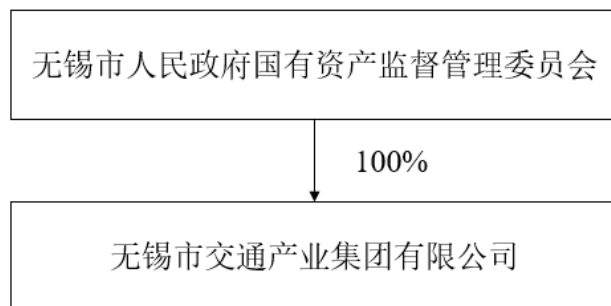 无锡市人民政府国有资产监督管理委员会
100%
无锡市交通产业集团有限公司